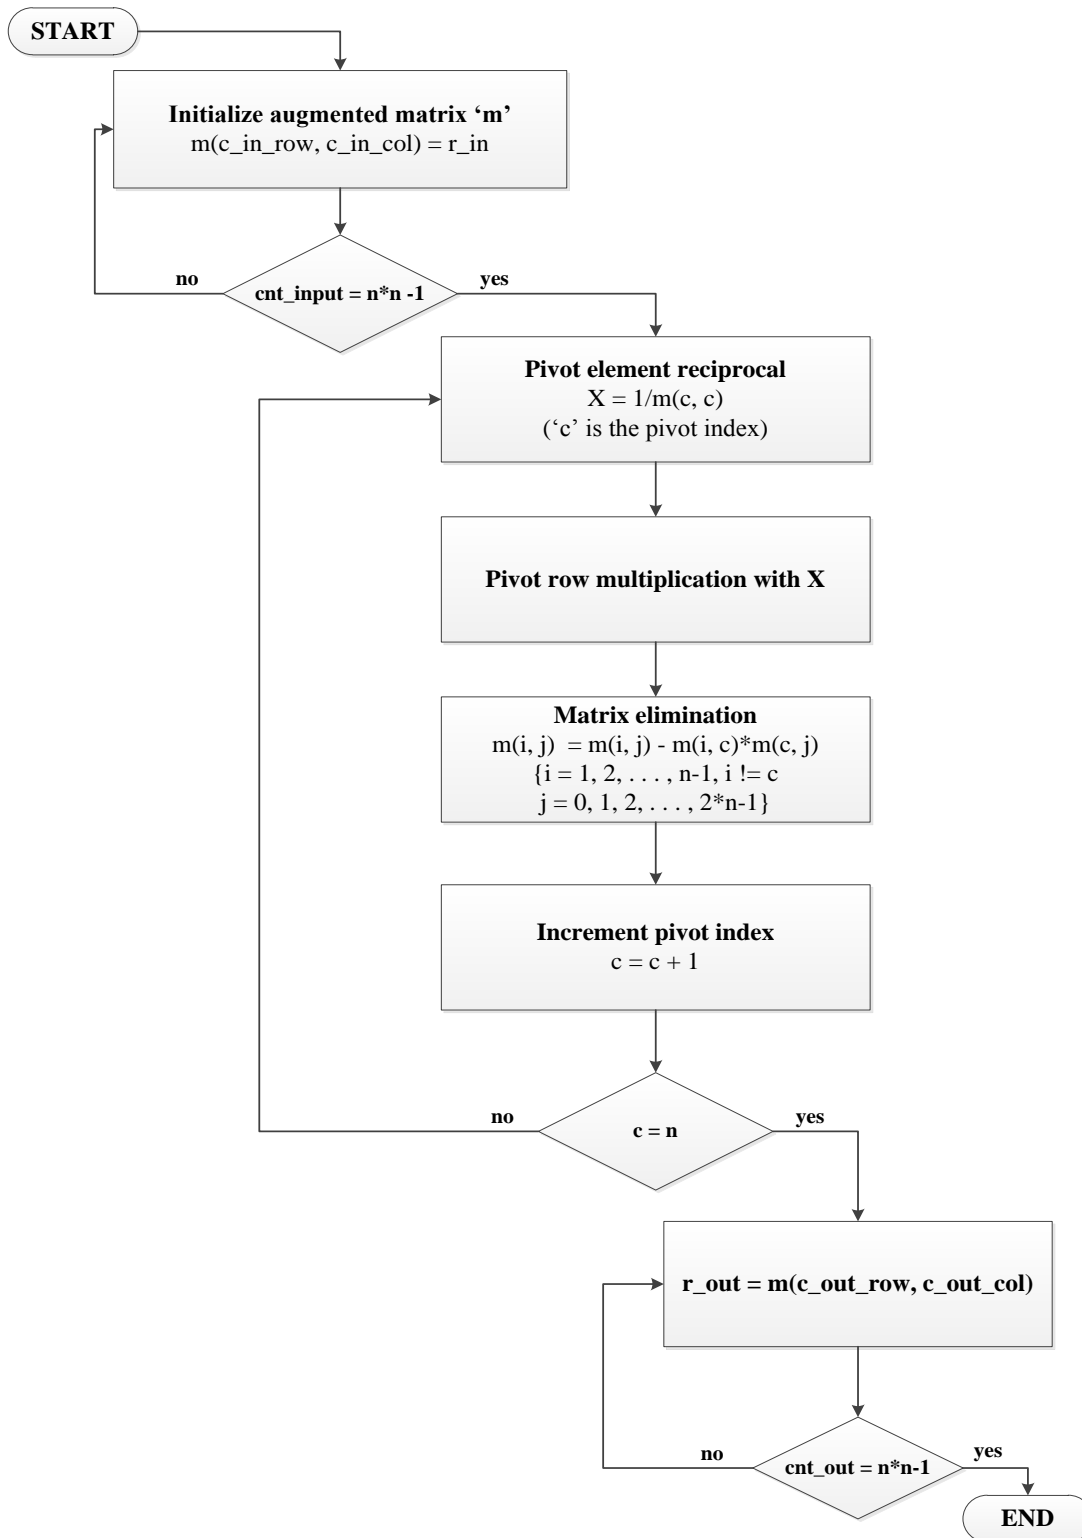 START
Initialize augmented matrix ‘m’
m(c_in_row, c_in_col) = r_in
no
cnt_input = n*n -1
yes
Pivot element reciprocal
X = 1/m(c, c)
(‘c’ is the pivot index)
Pivot row multiplication with X
Matrix elimination
m(i, j)  = m(i, j) - m(i, c)*m(c, j)
{i = 1, 2, . . . , n-1, i != c
j = 0, 1, 2, . . . , 2*n-1}
Increment pivot index
c = c + 1
no
c = n
yes
r_out = m(c_out_row, c_out_col)
no
cnt_out = n*n-1
yes
END